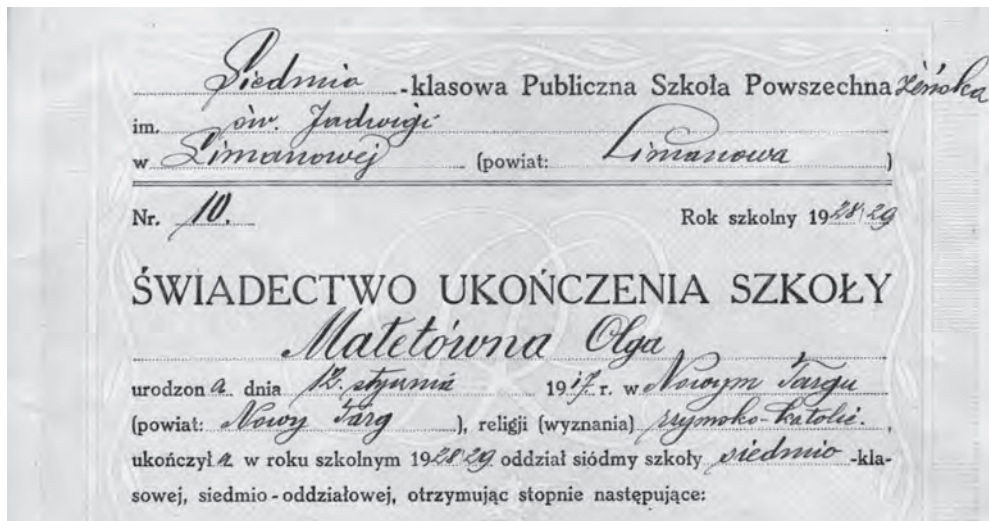 Siedmio -klasowa Publiczna Szkoła Powszechna żeńska
im. św. Jadwigi
w Limanowej (powiat: Limanowa )
Nr. 10. Rok szkolny 1928/29
ŚWIADECTWO UKOŃCZENIA SZKOŁY
Małetówna Olga
urodzona dnia 12. stycznia 1917 r. w Nowym Targu
(powiat: Nowy Targ ), religji (wyznania) rzymsko-katolic. ,
ukończyła w roku szkolnym 1928/29 oddział siódmy szkoły siedmio -kla-
sowej, siedmio-oddziałowej, otrzymując stopnie następujące: